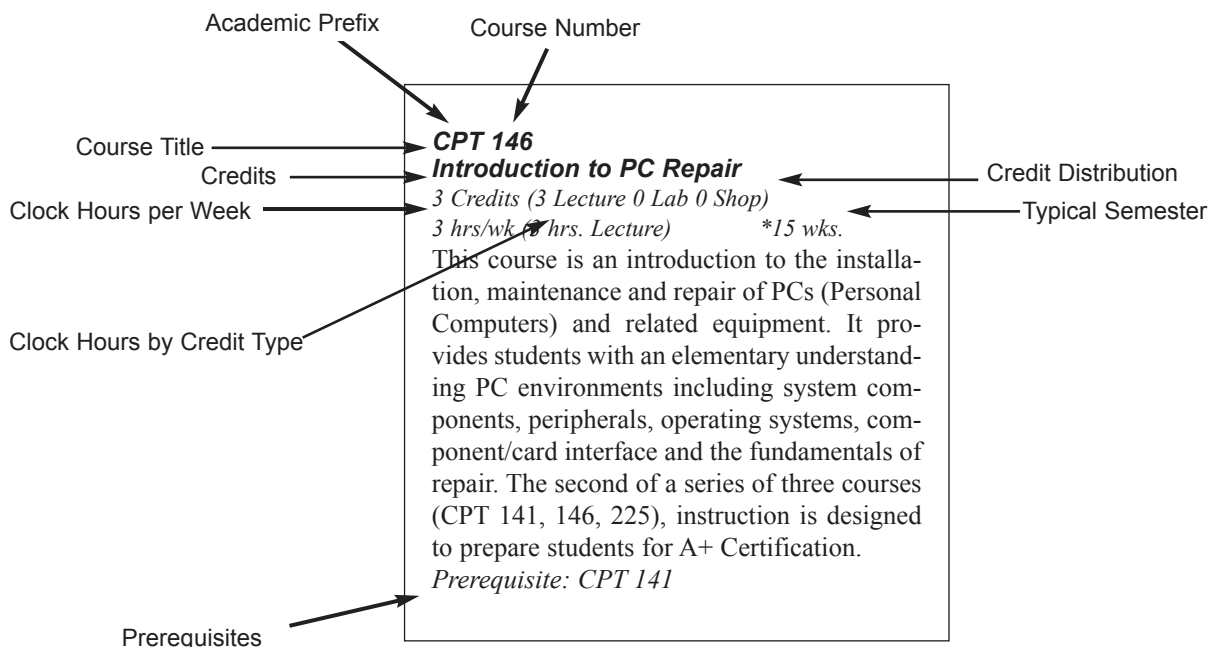 Academic Prefix
Course Number
Course Title
Credits
Clock Hours per Week
Clock Hours by Credit Type
Prerequisites
CPT 146
Introduction to PC Repair
3 Credits (3 Lecture 0 Lab 0 Shop)
3 hrs/wk (3 hrs. Lecture) *15 wks.
This course is an introduction to the installa-
tion, maintenance and repair of PCs (Personal
Computers) and related equipment. It pro-
vides students with an elementary understand-
ing PC environments including system com-
ponents, peripherals, operating systems, com-
ponent/card interface and the fundamentals of
repair. The second of a series of three courses
(CPT 141, 146, 225), instruction is designed
to prepare students for A+ Certification.
Prerequisite: CPT 141
Credit Distribution
Typical Semester